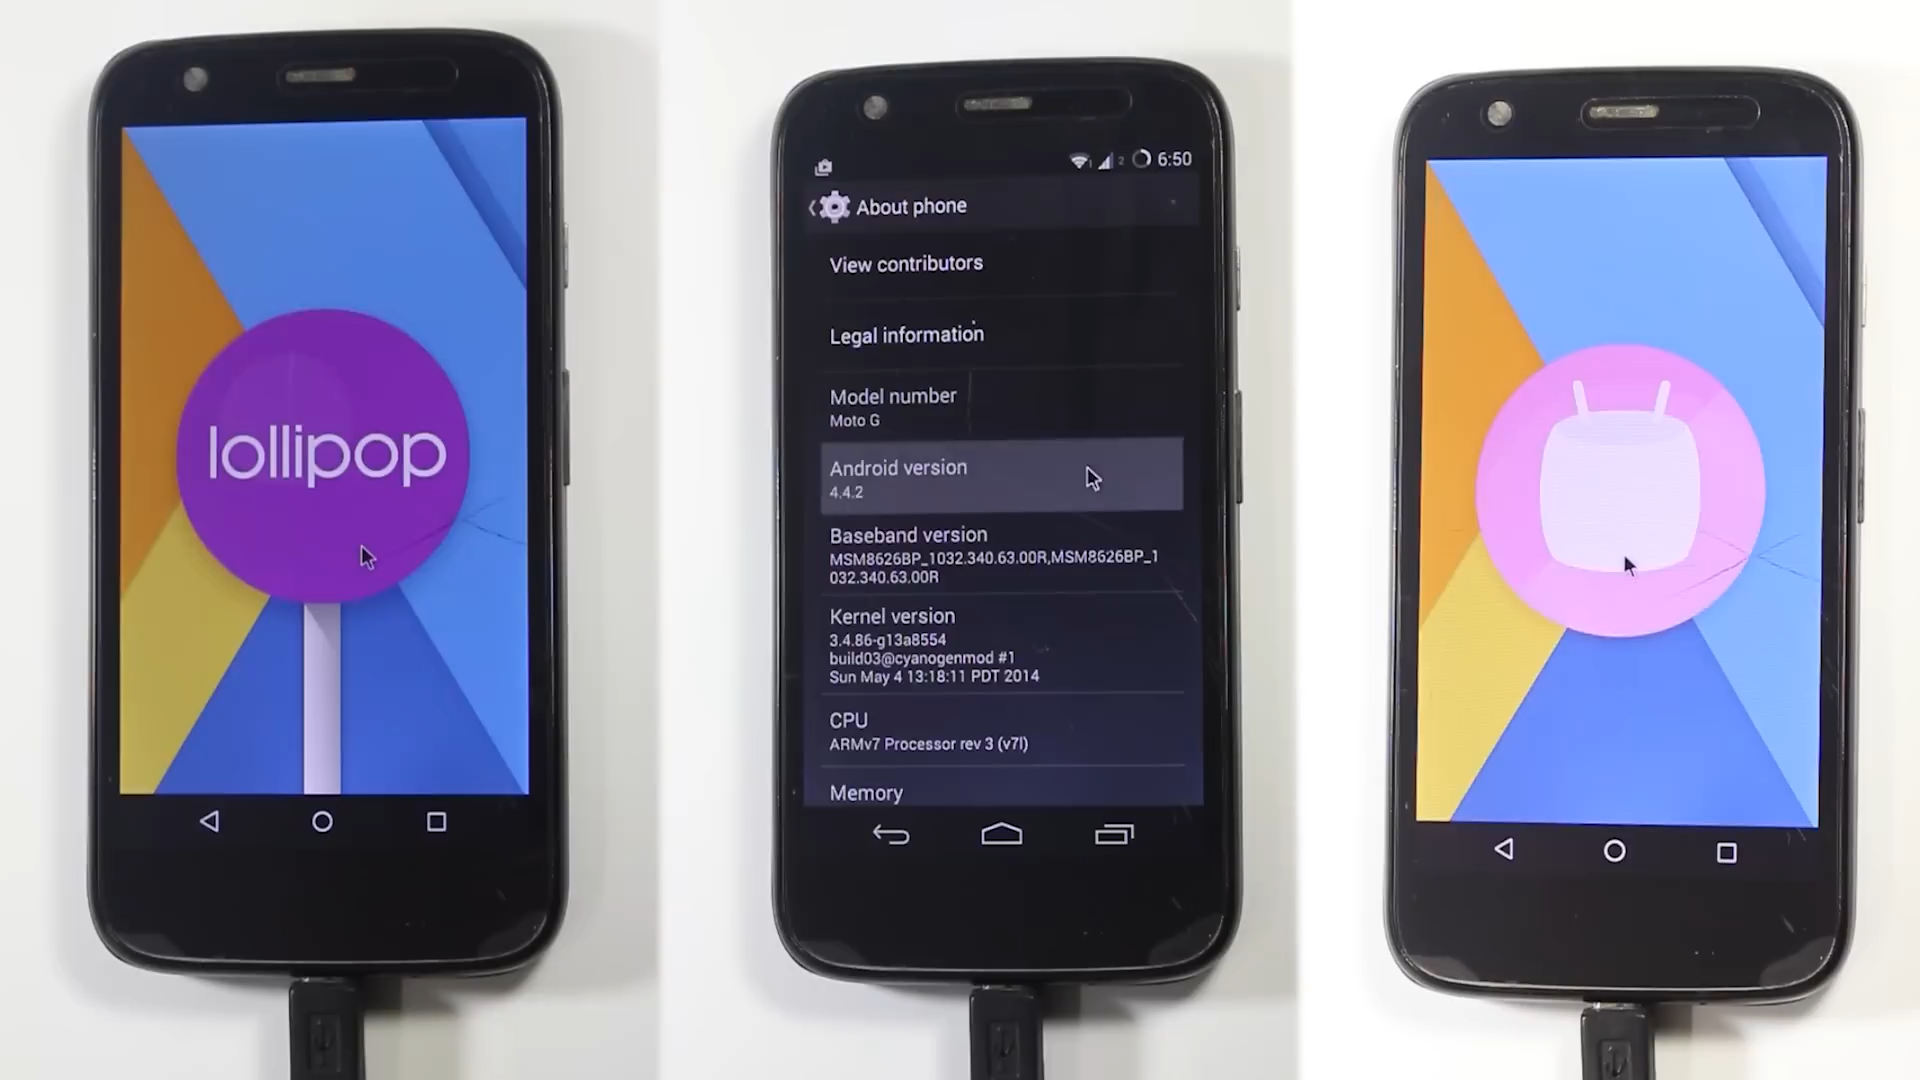 lollipop
2 6:50
About phone
View contributors
Legal information
Model number
Moto G
Android version
4.4.2
Baseband version
MSM8626BP_1032.340.63.00R,MSM8626BP_1
032.340.63.00R
Kernel version
3.4.86-g13a8554
build03@cyanogenmod #1
Sun May 4 13:18:11 PDT 2014
CPU
ARMv7 Processor rev 3 (v7l)
Memory